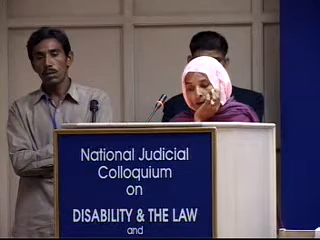 National Judicial
Colloquium
on
DISABILITY & THE LAW
and